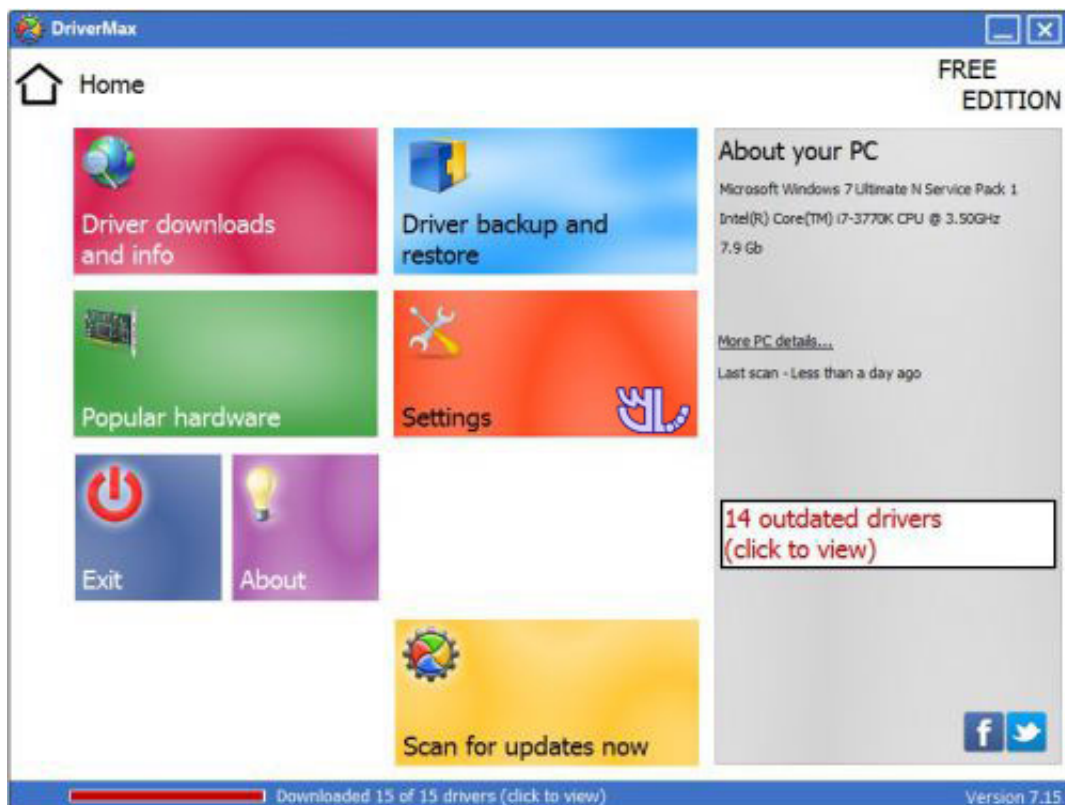 DriverMax
Home
FREE
EDITION
Driver downloads
and info
Driver backup and
restore
Popular hardware
Settings
Exit
About
Scan for updates now
About your PC
Microsoft Windows 7 Ultimate N Service Pack 1
Intel(R) Core(TM) i7-3770K CPU @ 3.50GHz
7.9 Gb
More PC details...
Last scan - Less than a day ago
14 outdated drivers
(click to view)
f
Downloaded 15 of 15 drivers (click to view)
Version 7.15